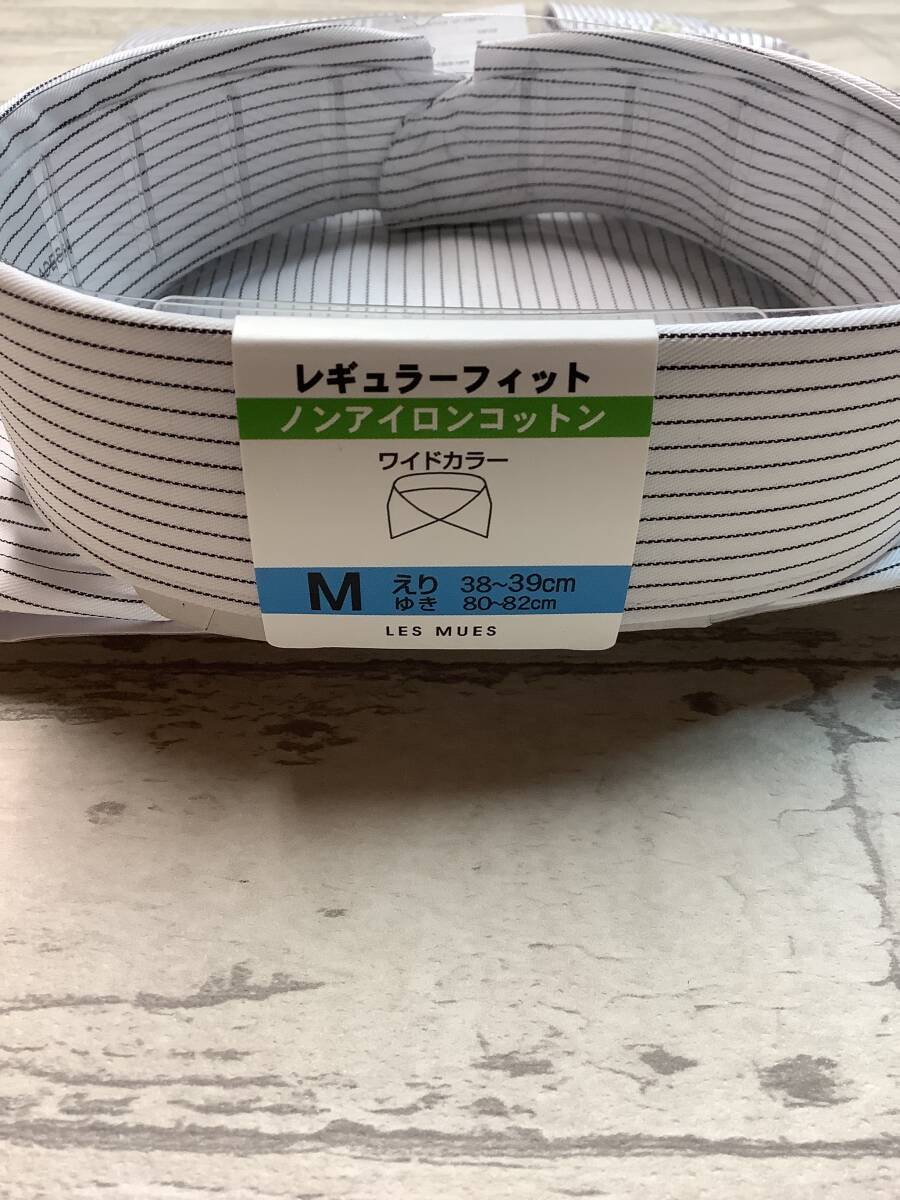 レギュラーフィット
ノンアイロンコットン
ワイドカラー
M えり 38~39cm
ゆき 80~82cm
LES MUES